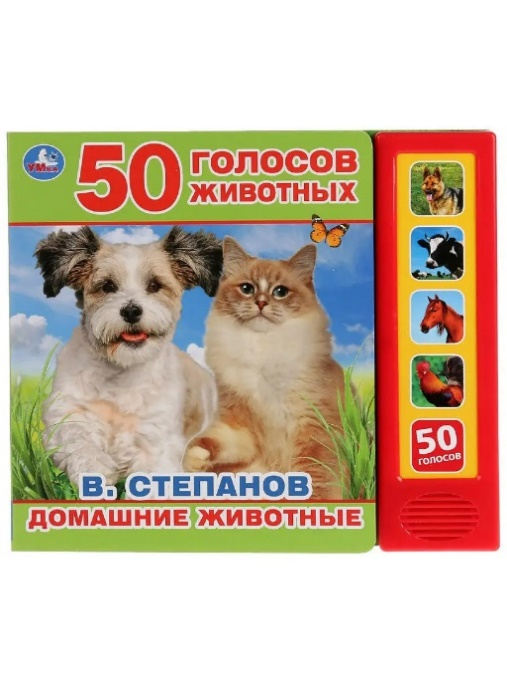 УМка
50 ГОЛОСОВ
ЖИВОТНЫХ
В. СТЕПАНОВ
ДОМАШНИЕ ЖИВОТНЫЕ
50
ГОЛОСОВ